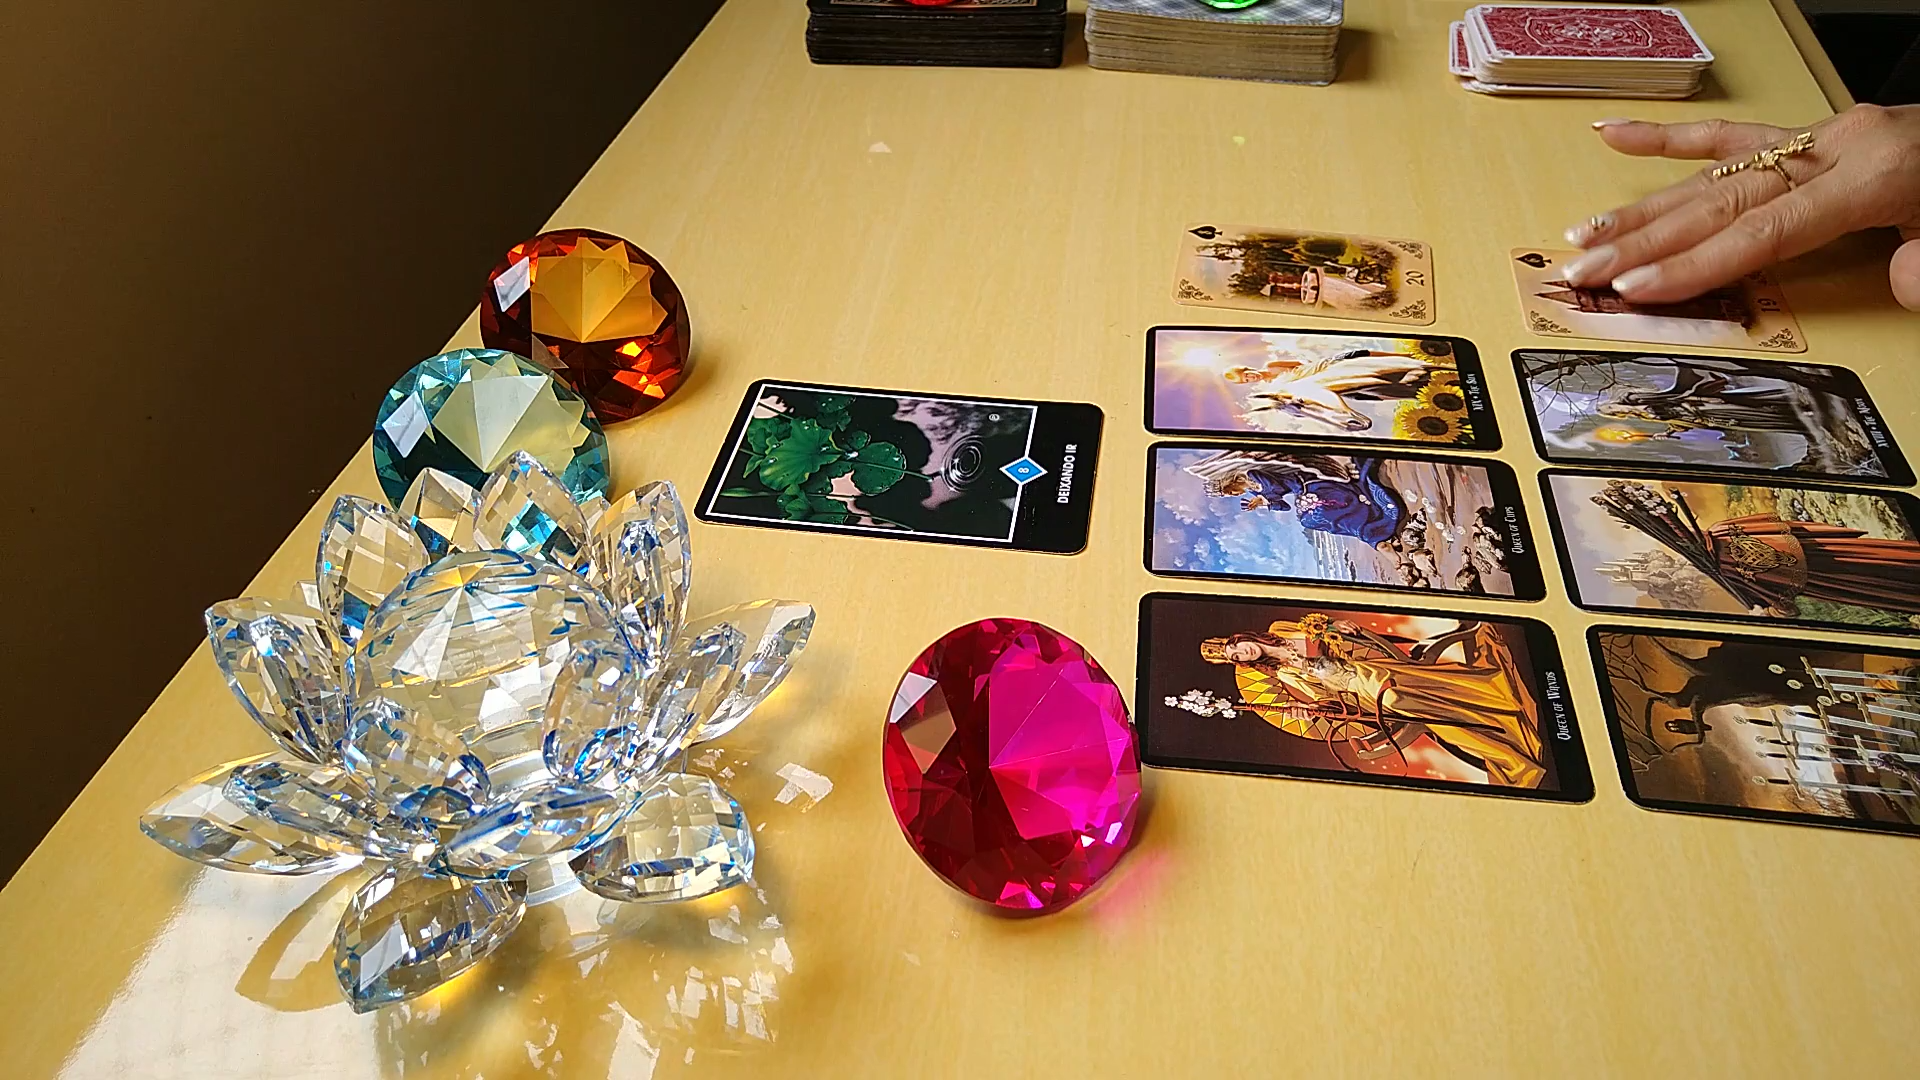 20
19
XIX • The Sun
XVIII • The Moon
8
DEIXANDO IR
Queen of Cups
Queen of Wands